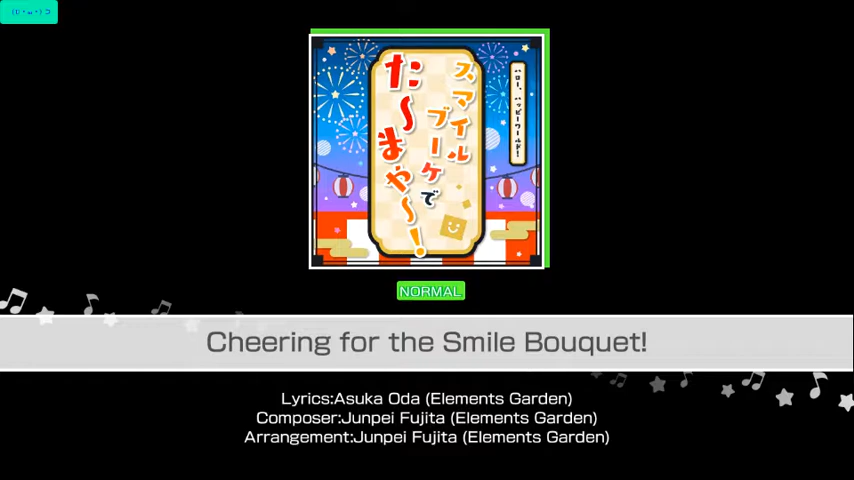 (D・ω・)⊃
ハロー、ハッピーワールド!
スマイル
ブーケで
た〜まや〜!
NORMAL
Cheering for the Smile Bouquet!
Lyrics:Asuka Oda (Elements Garden)
Composer:Junpei Fujita (Elements Garden)
Arrangement:Junpei Fujita (Elements Garden)